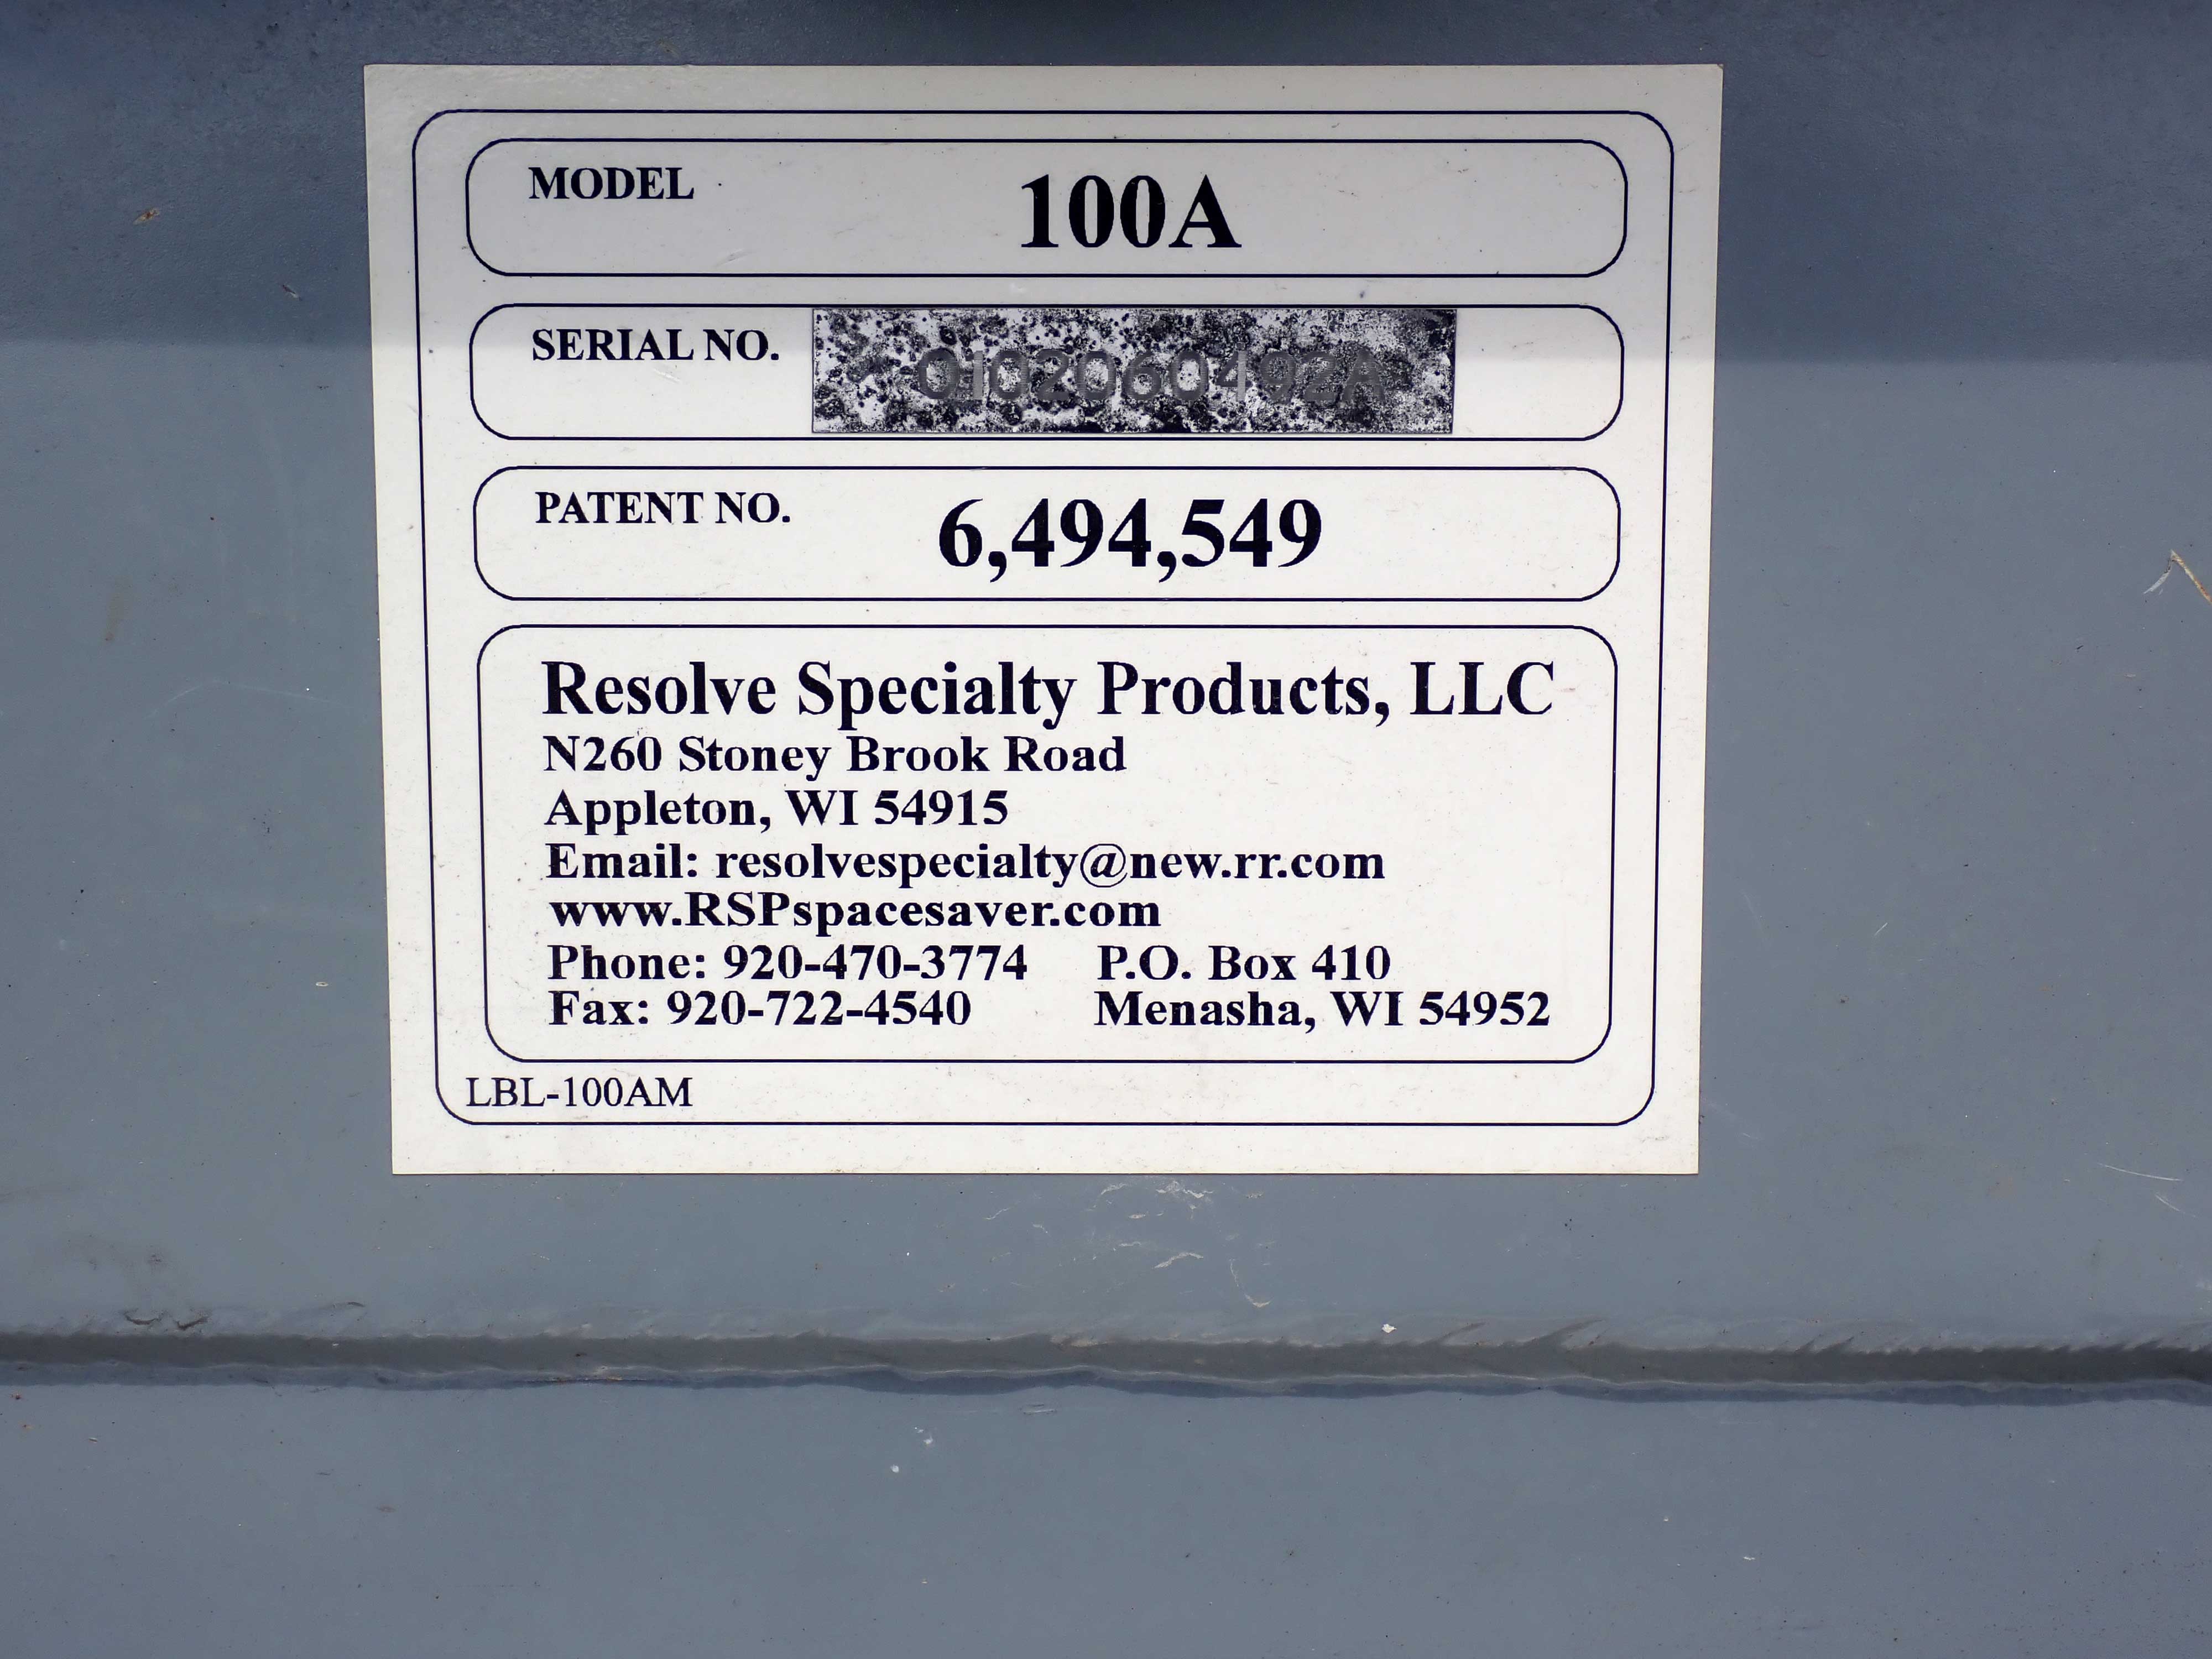 MODEL 100A
SERIAL NO. 0102060492A
PATENT NO. 6,494,549
Resolve Specialty Products, LLC
N260 Stoney Brook Road
Appleton, WI 54915
Email: resolvespecialty@new.rr.com
www.RSPspacesaver.com
Phone: 920-470-3774 P.O. Box 410
Fax: 920-722-4540 Menasha, WI 54952
LBL-100AM